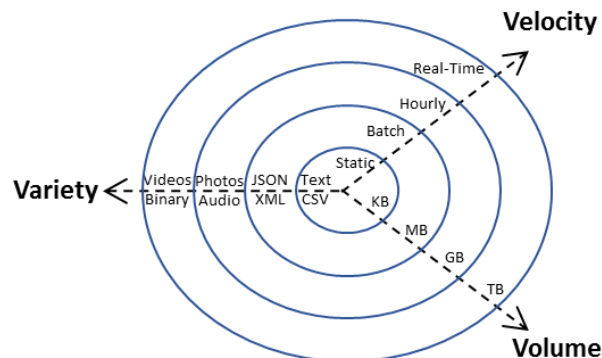 Velocity
Real-Time
Hourly
Batch
Static
Variety
Videos Photos JSON Text
Binary Audio XML CSV
KB
MB
GB
TB
Volume